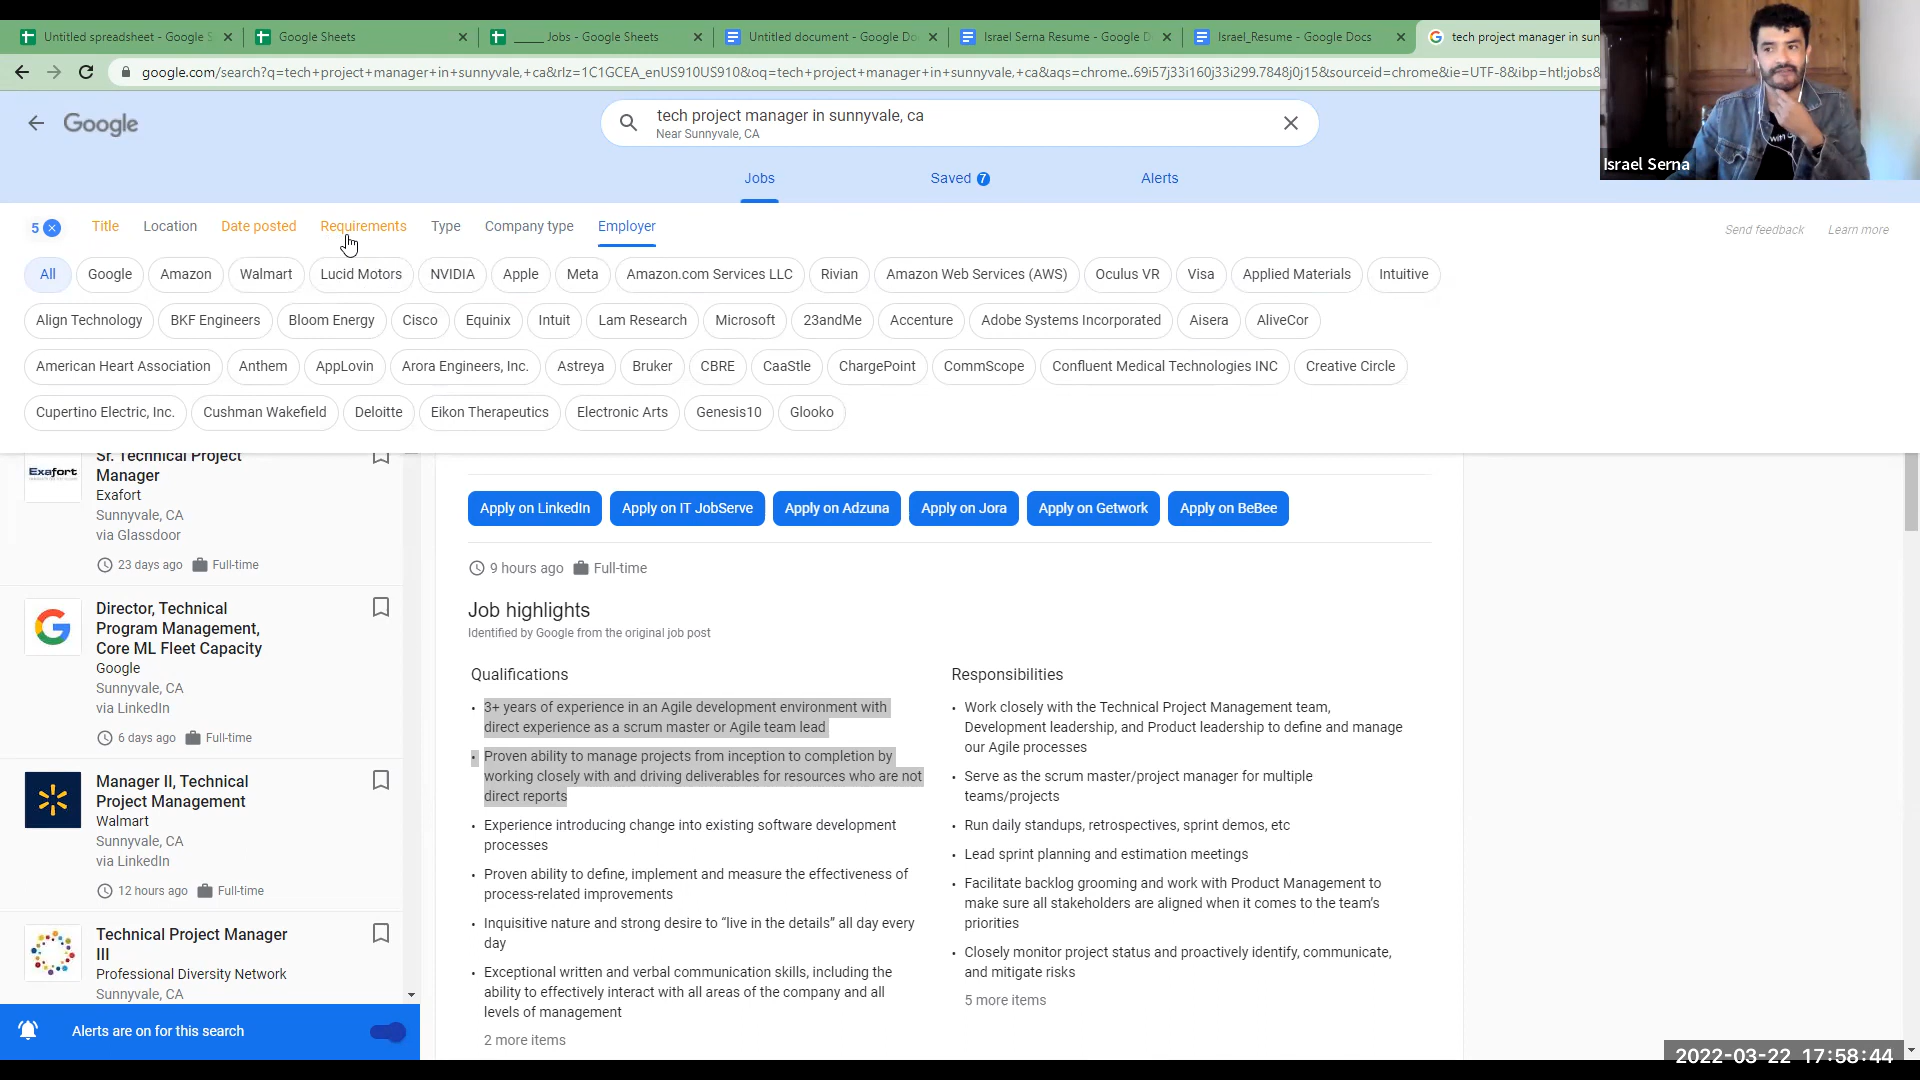 Untitled spreadsheet - Google S
Google Sheets
_____ Jobs - Google Sheets
Untitled document - Google Do
Israel Serna Resume - Google D
Israel_Resume - Google Docs
tech project manager in sun
google.com/search?q=tech+project+manager+in+sunnyvale,+ca&rlz=1C1GCEA_enUS910US910&oq=tech+project+manager+in+sunnyvale,+ca&aqs=chrome..69i57j33i160j33i299.7848j0j15&sourceid=chrome&ie=UTF-8&ibp=htl;jobs&
Google
tech project manager in sunnyvale, ca
Near Sunnyvale, CA
Israel Serna
Jobs
Saved 7
Alerts
5 Title Location Date posted Requirements Type Company type Employer
Send feedback Learn more
All Google Amazon Walmart Lucid Motors NVIDIA Apple Meta Amazon.com Services LLC Rivian Amazon Web Services (AWS) Oculus VR Visa Applied Materials Intuitive
Align Technology BKF Engineers Bloom Energy Cisco Equinix Intuit Lam Research Microsoft 23andMe Accenture Adobe Systems Incorporated Aisera AliveCor
American Heart Association Anthem AppLovin Arora Engineers, Inc. Astreya Bruker CBRE CaaStle ChargePoint CommScope Confluent Medical Technologies INC Creative Circle
Cupertino Electric, Inc. Cushman Wakefield Deloitte Eikon Therapeutics Electronic Arts Genesis10 Glooko
Exafort
Sr. Technical Project
Manager
Exafort
Sunnyvale, CA
via Glassdoor
23 days ago Full-time
Director, Technical
Program Management,
Core ML Fleet Capacity
Google
Sunnyvale, CA
via LinkedIn
6 days ago Full-time
Manager II, Technical
Project Management
Walmart
Sunnyvale, CA
via LinkedIn
12 hours ago Full-time
Technical Project Manager
III
Professional Diversity Network
Sunnyvale, CA
Alerts are on for this search
Apply on LinkedIn Apply on IT JobServe Apply on Adzuna Apply on Jora Apply on Getwork Apply on BeBee
9 hours ago Full-time
Job highlights
Identified by Google from the original job post
Qualifications
• 3+ years of experience in an Agile development environment with
direct experience as a scrum master or Agile team lead
• Proven ability to manage projects from inception to completion by
working closely with and driving deliverables for resources who are not
direct reports
• Experience introducing change into existing software development
processes
• Proven ability to define, implement and measure the effectiveness of
process-related improvements
• Inquisitive nature and strong desire to “live in the details” all day every
day
• Exceptional written and verbal communication skills, including the
ability to effectively interact with all areas of the company and all
levels of management
2 more items
Responsibilities
• Work closely with the Technical Project Management team,
Development leadership, and Product leadership to define and manage
our Agile processes
• Serve as the scrum master/project manager for multiple
teams/projects
• Run daily standups, retrospectives, sprint demos, etc
• Lead sprint planning and estimation meetings
• Facilitate backlog grooming and work with Product Management to
make sure all stakeholders are aligned when it comes to the team’s
priorities
• Closely monitor project status and proactively identify, communicate,
and mitigate risks
5 more items
2022-03-22 17:58:44